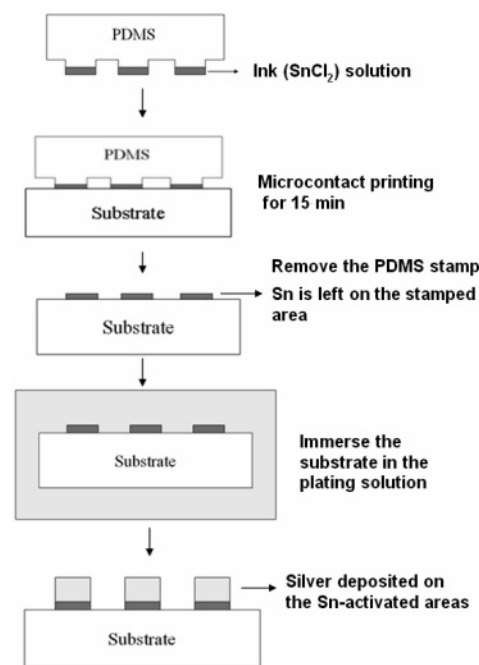 PDMS
Ink (SnCl₂) solution
PDMS
Substrate
Microcontact printing
for 15 min
Remove the PDMS stamp
Sn is left on the stamped
area
Substrate
Substrate
Immerse the
substrate in the
plating solution
Silver deposited on
the Sn-activated areas
Substrate